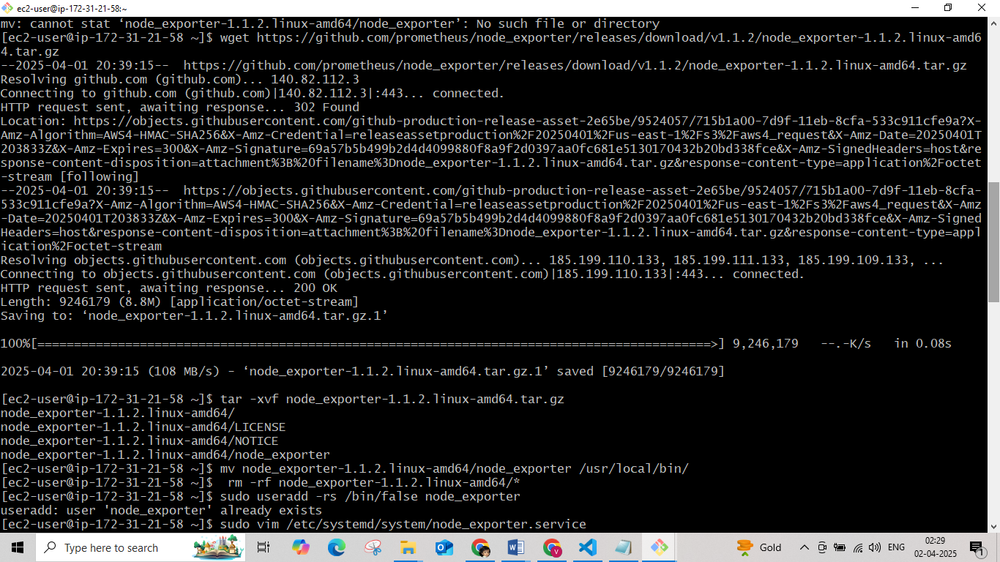 ec2-user@ip-172-31-21-58:~
mv: cannot stat ‘node_exporter-1.1.2.linux-amd64/node_exporter’: No such file or directory
[ec2-user@ip-172-31-21-58 ~]$ wget https://github.com/prometheus/node_exporter/releases/download/v1.1.2/node_exporter-1.1.2.linux-amd6
4.tar.gz
--2025-04-01 20:39:15--  https://github.com/prometheus/node_exporter/releases/download/v1.1.2/node_exporter-1.1.2.linux-amd64.tar.gz
Resolving github.com (github.com)... 140.82.112.3
Connecting to github.com (github.com)|140.82.112.3|:443... connected.
HTTP request sent, awaiting response... 302 Found
Location: https://objects.githubusercontent.com/github-production-release-asset-2e65be/9524057/715b1a00-7d9f-11eb-8cfa-533c911cfe9a?X-
Amz-Algorithm=AWS4-HMAC-SHA256&X-Amz-Credential=releaseassetproduction%2F20250401%2Fus-east-1%2Fs3%2Faws4_request&X-Amz-Date=20250401T
203833Z&X-Amz-Expires=300&X-Amz-Signature=69a57b5b499b2d4d4099880f8a9f2d0397aa0fc681e5130170432b20bd338fce&X-Amz-SignedHeaders=host&re
sponse-content-disposition=attachment%3B%20filename%3Dnode_exporter-1.1.2.linux-amd64.tar.gz&response-content-type=application%2Foctet
-stream [following]
--2025-04-01 20:39:15--  https://objects.githubusercontent.com/github-production-release-asset-2e65be/9524057/715b1a00-7d9f-11eb-8cfa-
533c911cfe9a?X-Amz-Algorithm=AWS4-HMAC-SHA256&X-Amz-Credential=releaseassetproduction%2F20250401%2Fus-east-1%2Fs3%2Faws4_request&X-Amz
-Date=20250401T203833Z&X-Amz-Expires=300&X-Amz-Signature=69a57b5b499b2d4d4099880f8a9f2d0397aa0fc681e5130170432b20bd338fce&X-Amz-Signed
Headers=host&response-content-disposition=attachment%3B%20filename%3Dnode_exporter-1.1.2.linux-amd64.tar.gz&response-content-type=appl
ication%2Foctet-stream
Resolving objects.githubusercontent.com (objects.githubusercontent.com)... 185.199.110.133, 185.199.111.133, 185.199.109.133, ...
Connecting to objects.githubusercontent.com (objects.githubusercontent.com)|185.199.110.133|:443... connected.
HTTP request sent, awaiting response... 200 OK
Length: 9246179 (8.8M) [application/octet-stream]
Saving to: ‘node_exporter-1.1.2.linux-amd64.tar.gz.1’
100%[============================================================================================>] 9,246,179   --.-K/s   in 0.08s
2025-04-01 20:39:15 (108 MB/s) - ‘node_exporter-1.1.2.linux-amd64.tar.gz.1’ saved [9246179/9246179]
[ec2-user@ip-172-31-21-58 ~]$ tar -xvf node_exporter-1.1.2.linux-amd64.tar.gz
node_exporter-1.1.2.linux-amd64/
node_exporter-1.1.2.linux-amd64/LICENSE
node_exporter-1.1.2.linux-amd64/NOTICE
node_exporter-1.1.2.linux-amd64/node_exporter
[ec2-user@ip-172-31-21-58 ~]$ mv node_exporter-1.1.2.linux-amd64/node_exporter /usr/local/bin/
[ec2-user@ip-172-31-21-58 ~]$  rm -rf node_exporter-1.1.2.linux-amd64/*
[ec2-user@ip-172-31-21-58 ~]$ sudo useradd -rs /bin/false node_exporter
useradd: user 'node_exporter' already exists
[ec2-user@ip-172-31-21-58 ~]$ sudo vim /etc/systemd/system/node_exporter.service
Type here to search
Gold
ENG
02:29
02-04-2025
1